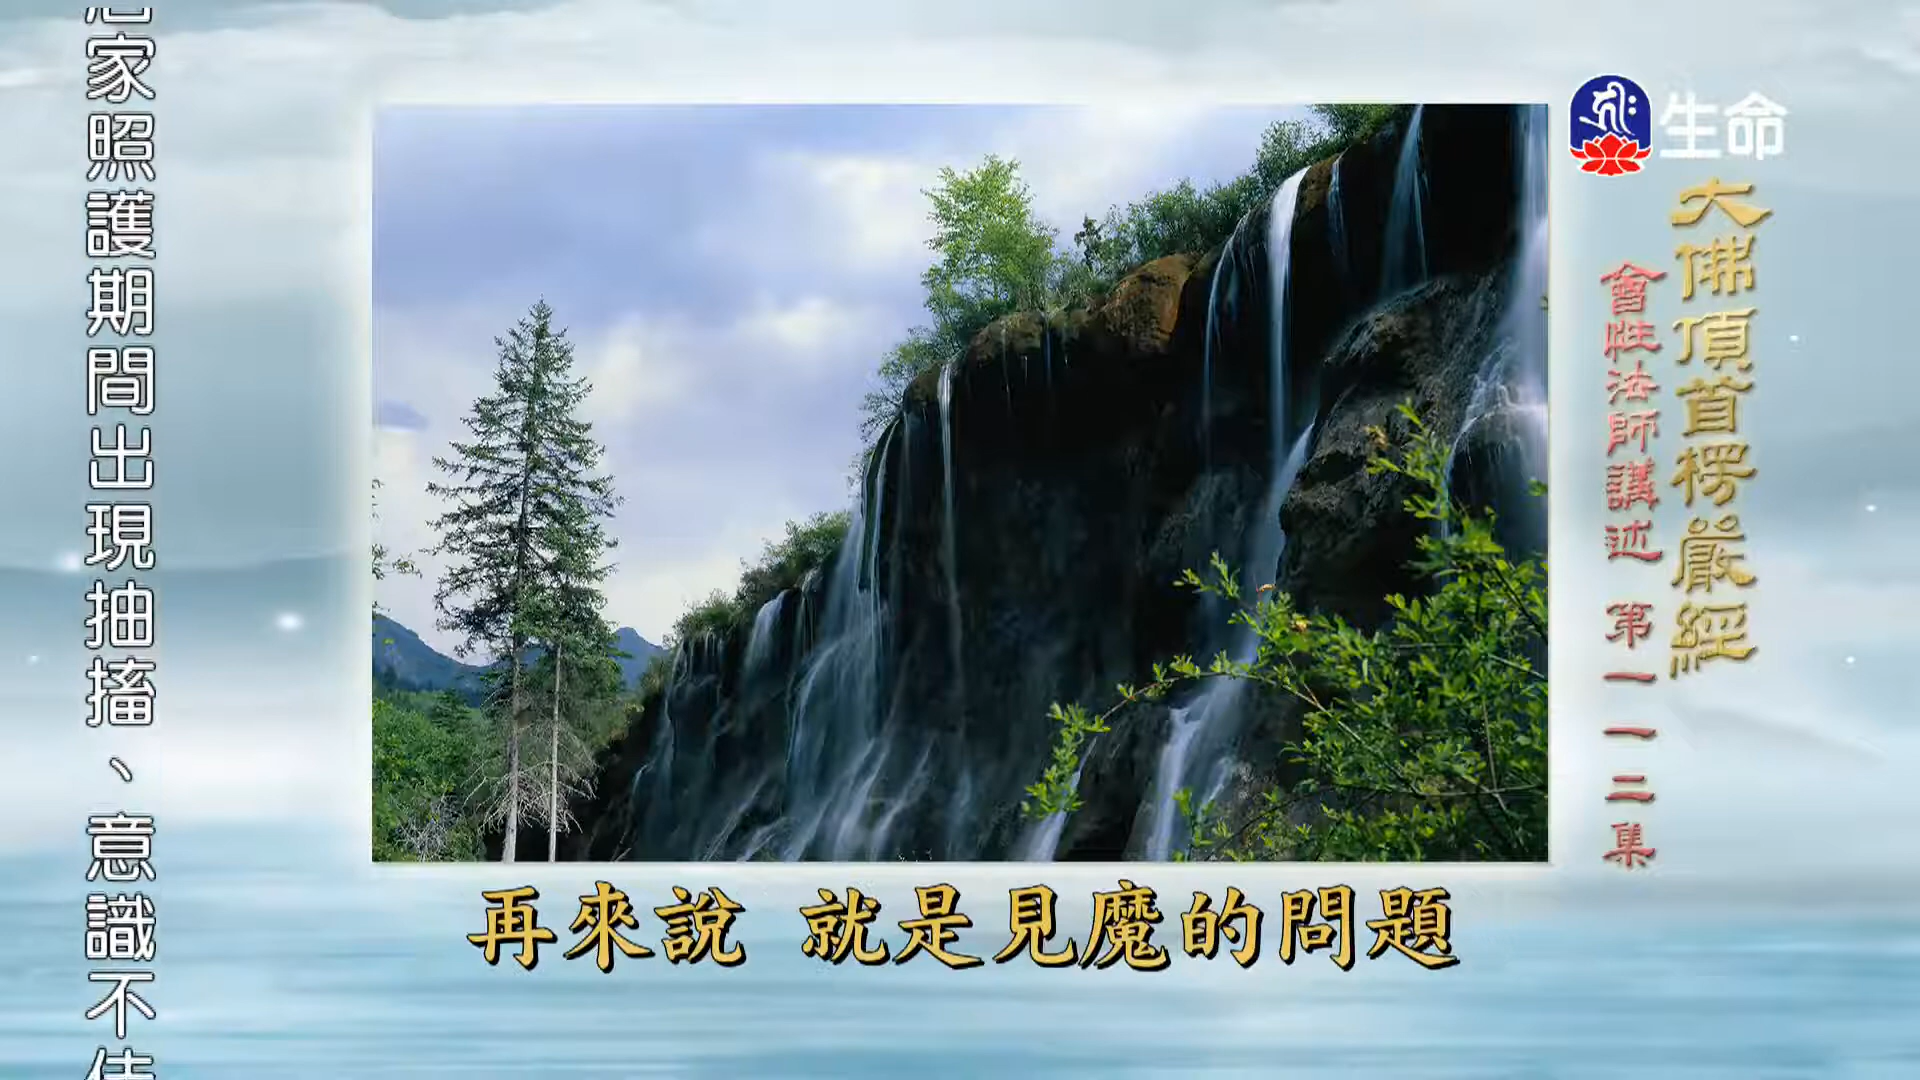 生命
大佛頂首楞嚴經
會性法師講述 第一一二集
家照護期間出現抽搐、意識不
再來說 就是見魔的問題